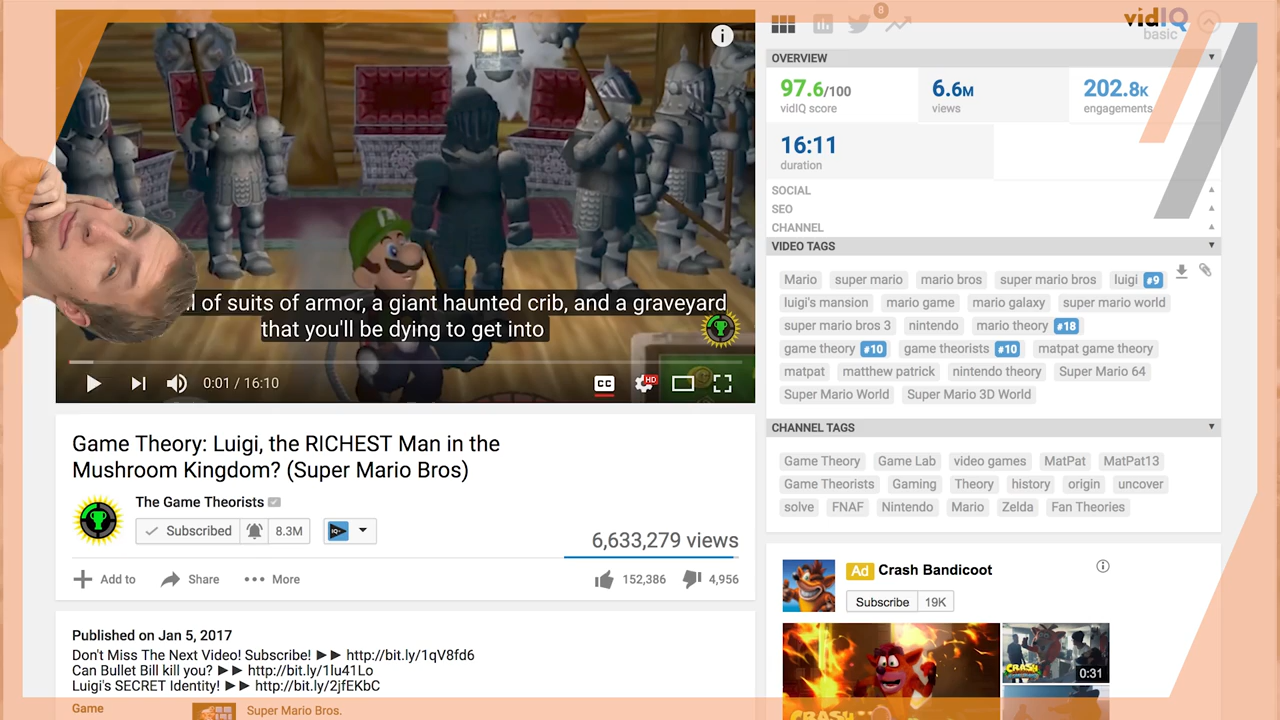 l of suits of armor, a giant haunted crib, and a graveyard
that you'll be dying to get into
0:01 / 16:10
CC
HD
Game Theory: Luigi, the RICHEST Man in the
Mushroom Kingdom? (Super Mario Bros)
The Game Theorists
Subscribed 8.3M
6,633,279 views
Add to Share More 152,386 4,956
Published on Jan 5, 2017
Don't Miss The Next Video! Subscribe! ►► http://bit.ly/1qV8fd6
Can Bullet Bill kill you? ►► http://bit.ly/1lu41Lo
Luigi's SECRET Identity! ►► http://bit.ly/2jfEKbC
Game Super Mario Bros.
8
vidIQ
basic
OVERVIEW
97.6/100 6.6M 202.8K
vidIQ score views engagements
16:11
duration
SOCIAL
SEO
CHANNEL
VIDEO TAGS
Mario super mario mario bros super mario bros luigi #9
luigi's mansion mario game mario galaxy super mario world
super mario bros 3 nintendo mario theory #18
game theory #10 game theorists #10 matpat game theory
matpat matthew patrick nintendo theory Super Mario 64
Super Mario World Super Mario 3D World
CHANNEL TAGS
Game Theory Game Lab video games MatPat MatPat13
Game Theorists Gaming Theory history origin uncover
solve FNAF Nintendo Mario Zelda Fan Theories
Ad Crash Bandicoot
Subscribe 19K
CRASH
CRASH
0:31